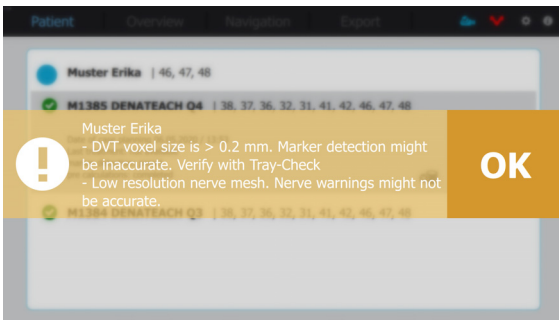 Patient Overview Navigation Export
Muster Erika | 46, 47, 48
M1385 DENATEACH Q4 | 38, 37, 36, 32, 31, 41, 42, 46, 47, 48
Muster Erika
- DVT voxel size is > 0.2 mm. Marker detection might
be inaccurate. Verify with Tray-Check
- Low resolution nerve mesh. Nerve warnings might not
be accurate.
OK
M1384 DENATEACH Q3 | 38, 37, 36, 32, 31, 41, 42, 46, 47, 48